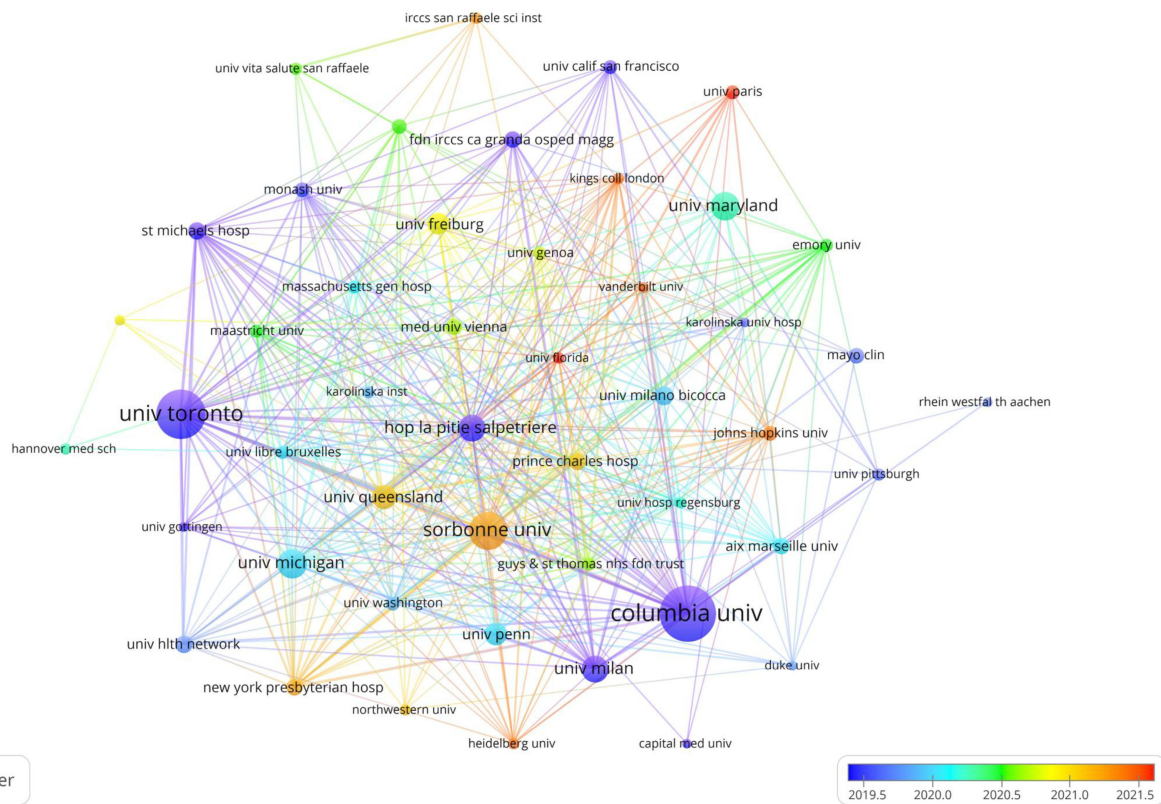 irccs san raffaele sci inst
univ vita salute san raffaele
univ calif san francisco
univ paris
fdn irccs ca granda osped magg
kings coll london
monash univ
univ maryland
univ freiburg
st michaels hosp
emory univ
univ genoa
massachusetts gen hosp
vanderbilt univ
karolinska univ hosp
maastricht univ
med univ vienna
univ florida
mayo clin
karolinska inst
univ milano bicocca
rhein westfal th aachen
univ toronto
hop la pitie salpetriere
johns hopkins univ
hannover med sch
univ libre bruxelles
prince charles hosp
univ pittsburgh
univ queensland
univ hosp regensburg
univ gottingen
sorbonne univ
aix marseille univ
univ michigan
guys & st thomas nhs fdn trust
univ washington
columbia univ
univ hlth network
univ penn
univ milan
duke univ
new york presbyterian hosp
northwestern univ
heidelberg univ
capital med univ
er
2019.5 2020.0 2020.5 2021.0 2021.5